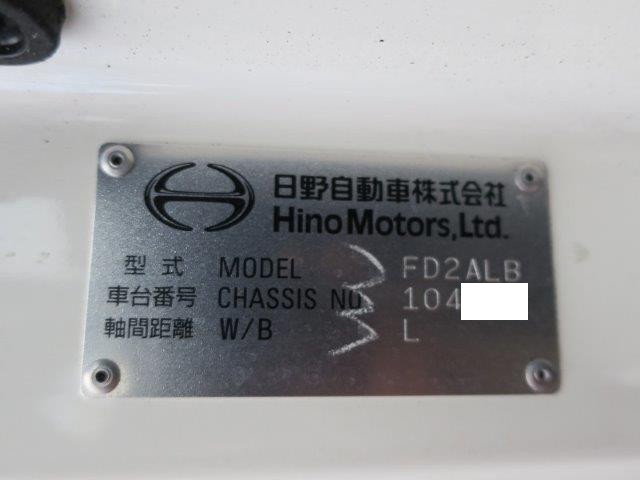 日野自動車株式会社
Hino Motors, Ltd.
型式 MODEL FD2ALB
車台番号 CHASSIS NO 104
軸間距離 W/B L